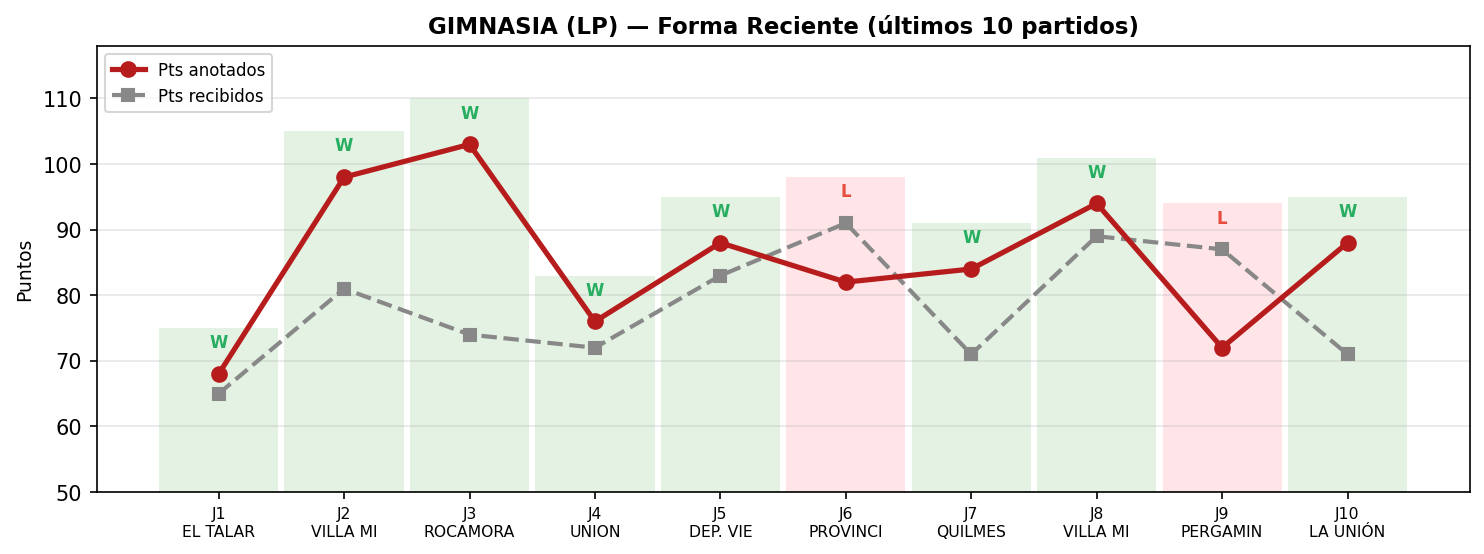 GIMNASIA (LP) — Forma Reciente (últimos 10 partidos)
Pts anotados
Pts recibidos
Puntos
110
100
90
80
70
60
50
W
W
W
W
W
L
W
W
L
W
J1
EL TALAR
J2
VILLA MI
J3
ROCAMORA
J4
UNION
J5
DEP. VIE
J6
PROVINCI
J7
QUILMES
J8
VILLA MI
J9
PERGAMIN
J10
LA UNIÓN